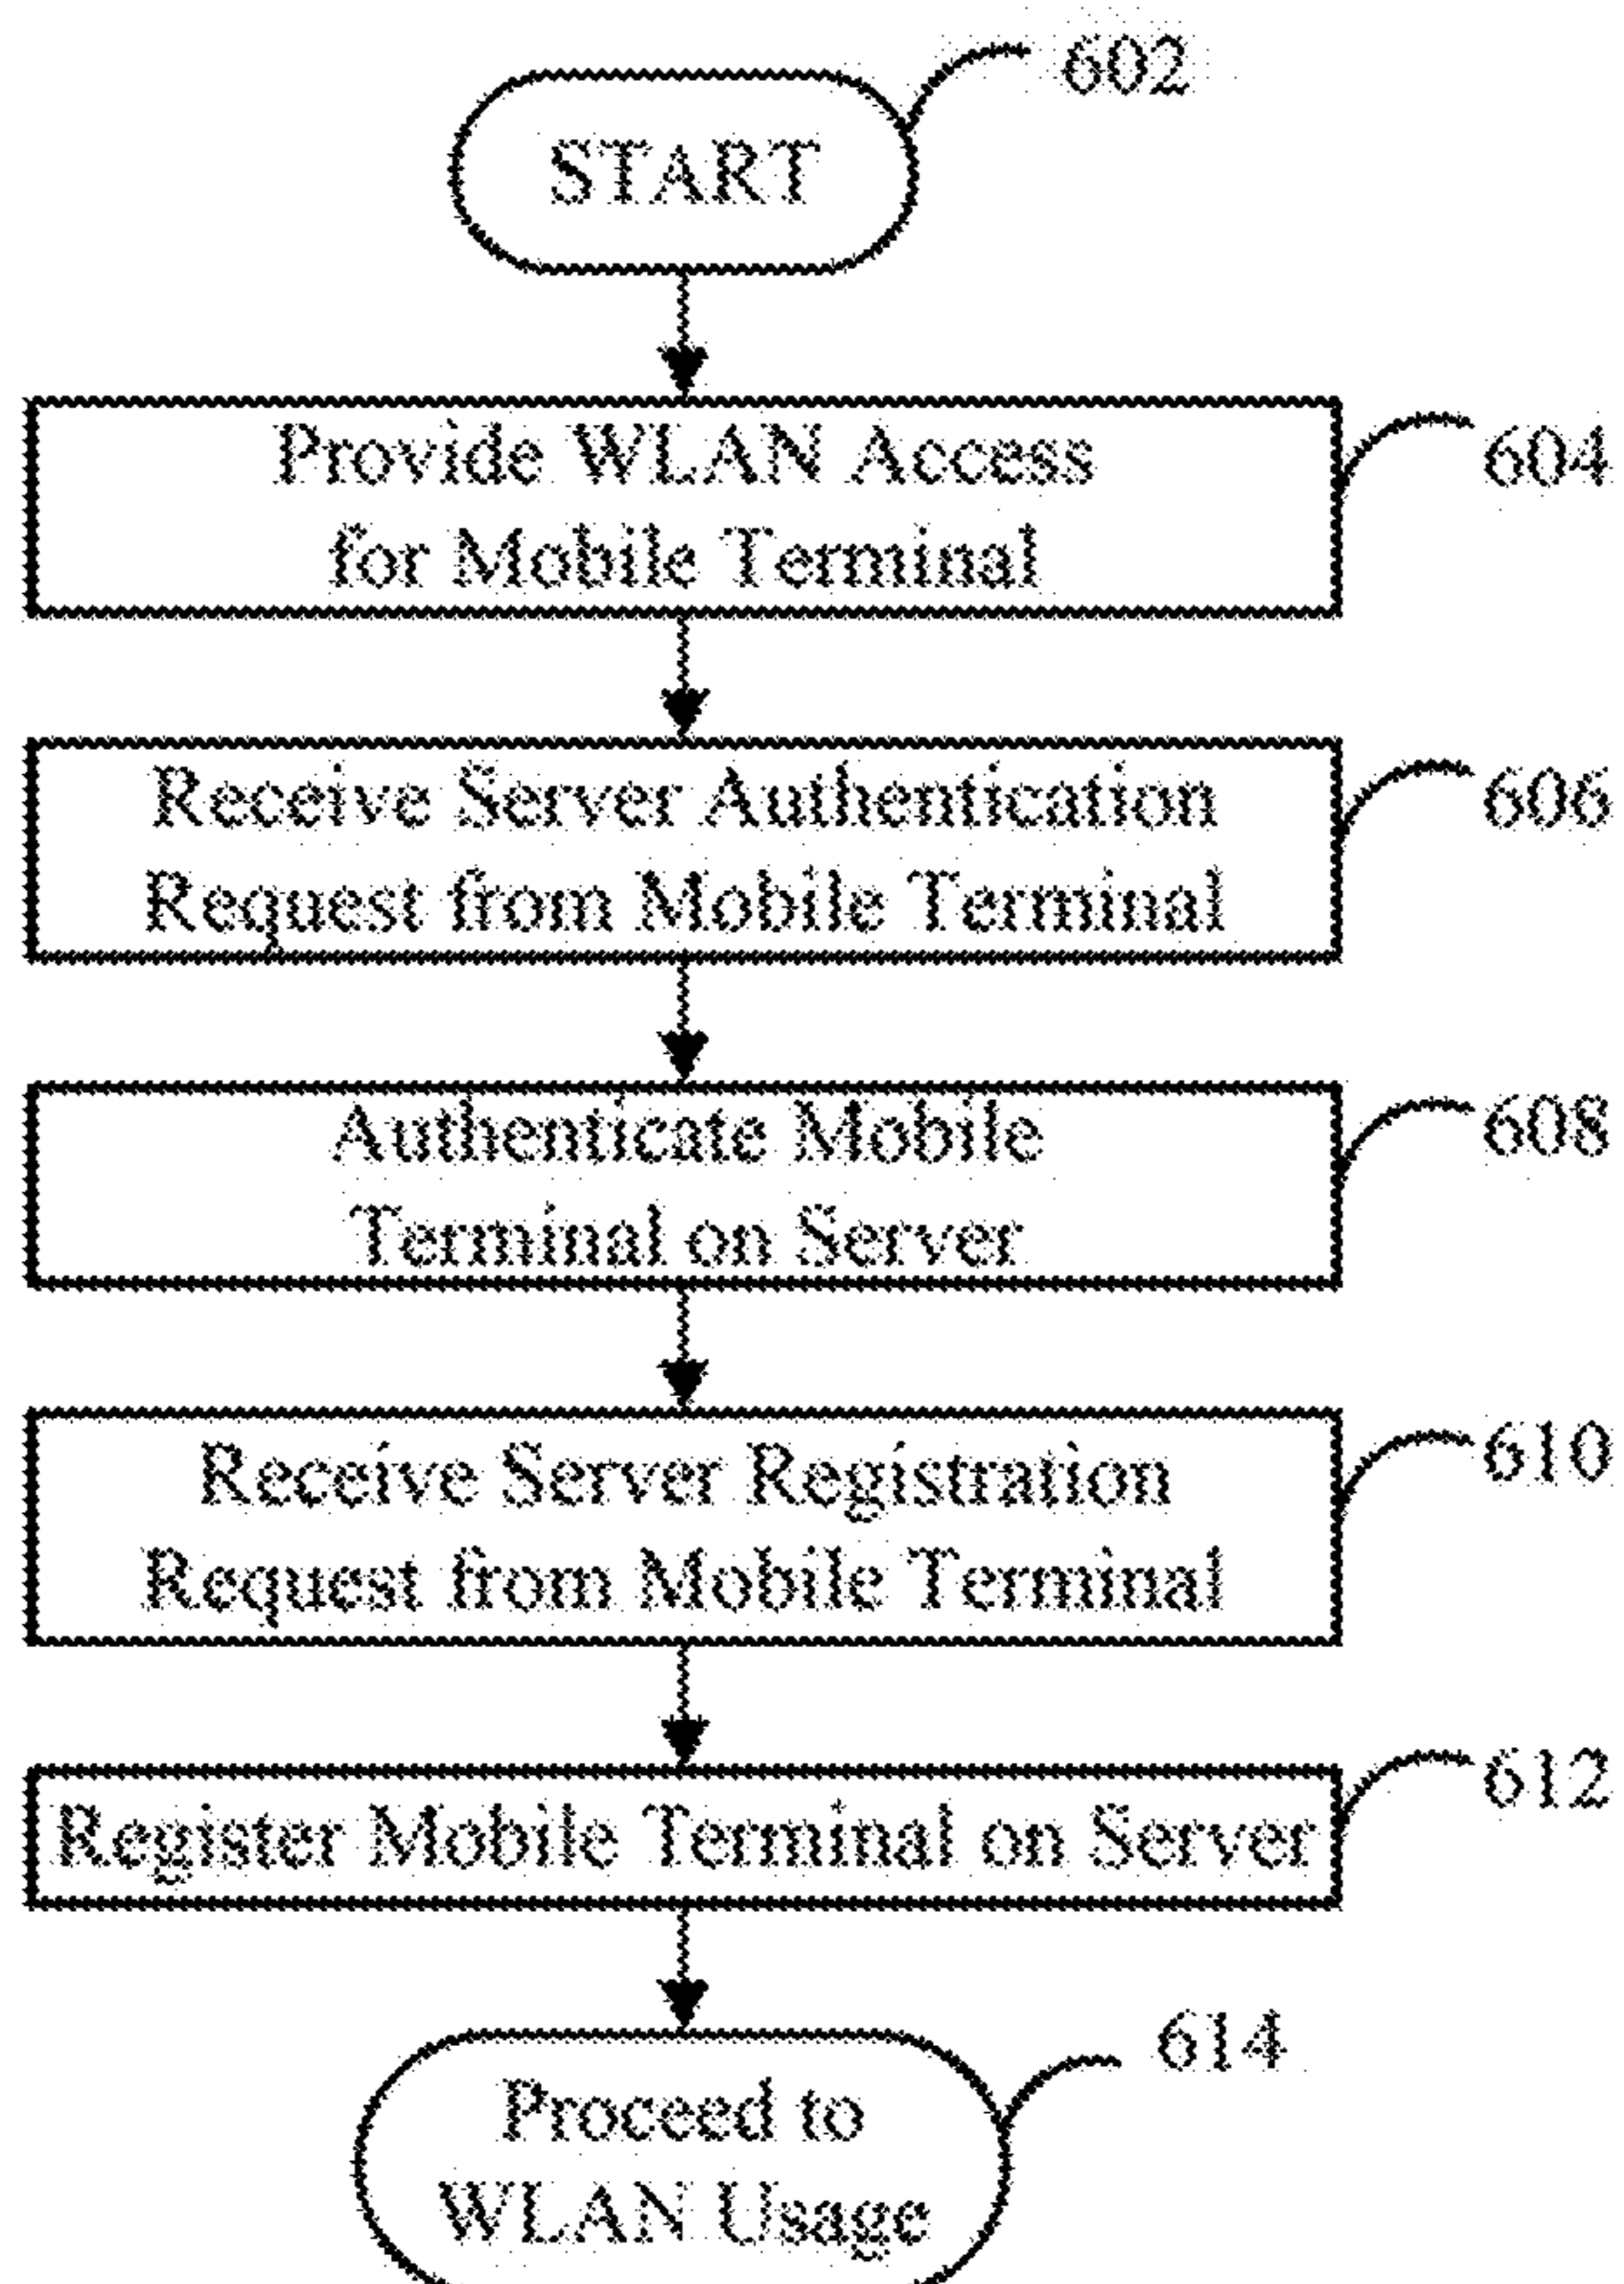 602
START
Provide WLAN Access
for Mobile Terminal
604
Receive Server Authentication
Request from Mobile Terminal
606
Authenticate Mobile
Terminal on Server
608
Receive Server Registration
Request from Mobile Terminal
610
Register Mobile Terminal on Server
612
Proceed to
WLAN Usage
614